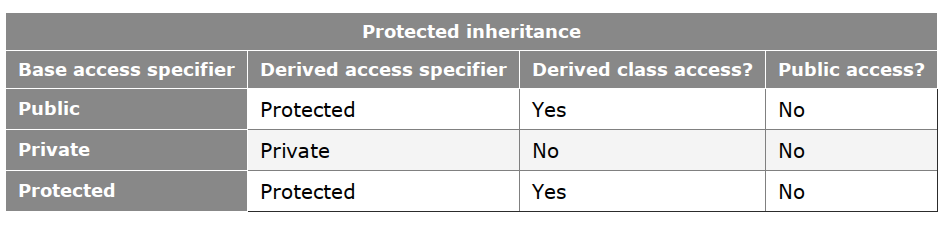 Protected inheritance
Base access specifier Derived access specifier Derived class access? Public access?
Public Protected Yes No
Private Private No No
Protected Protected Yes No